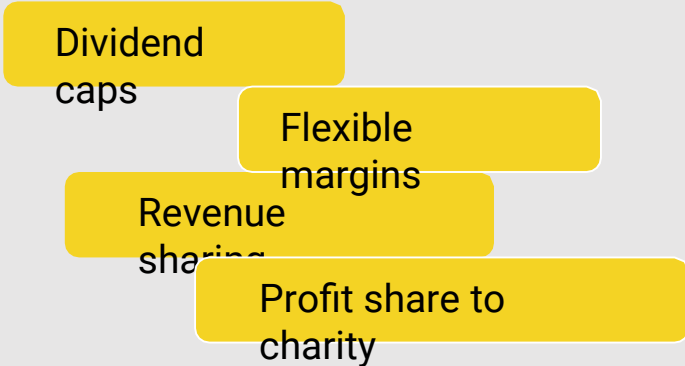 Dividend
caps
Flexible
margins
Revenue
sharing
Profit share to
charity